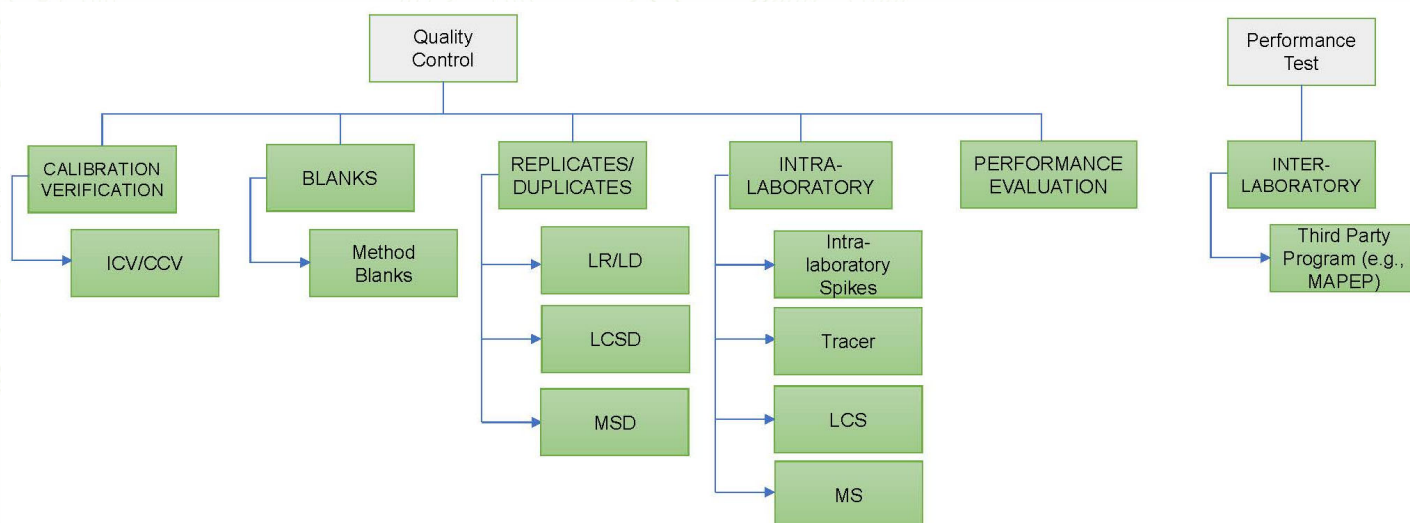 Quality
Control
Performance
Test
CALIBRATION
VERIFICATION
BLANKS
REPLICATES/
DUPLICATES
INTRA-
LABORATORY
PERFORMANCE
EVALUATION
INTER-
LABORATORY
ICV/CCV
Method
Blanks
LR/LD
LCSD
MSD
Intra-
laboratory
Spikes
Tracer
LCS
MS
Third Party
Program (e.g.,
MAPEP)